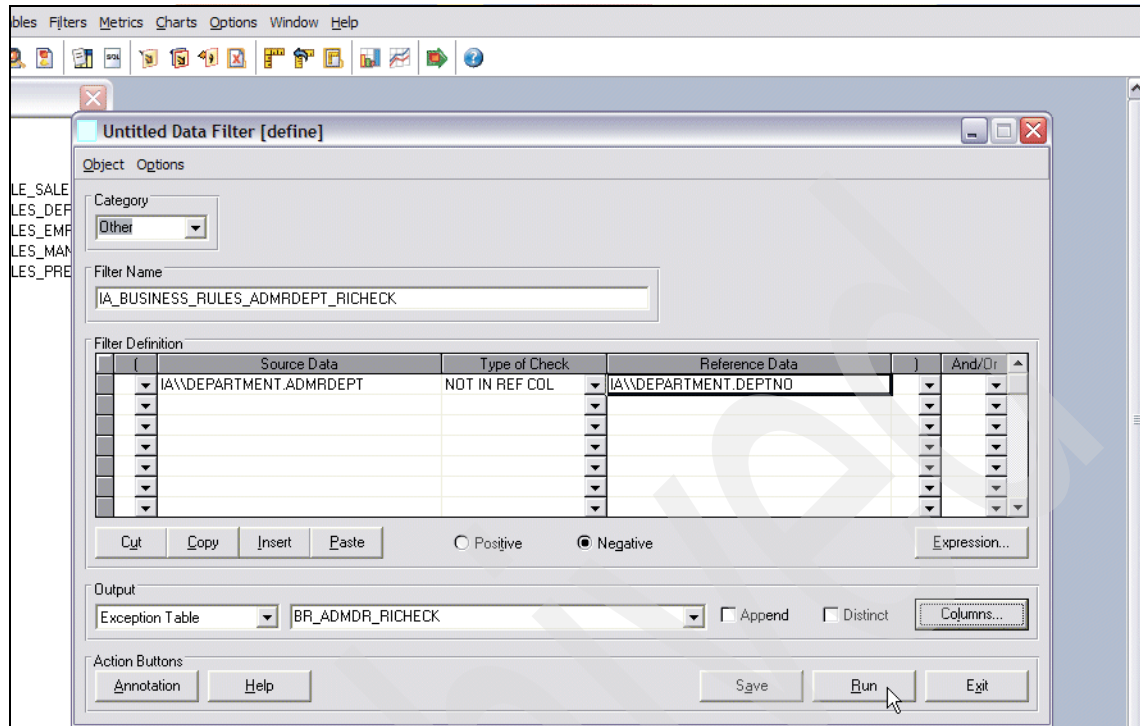 bles Filters Metrics Charts Options Window Help
SQL
Untitled Data Filter [define]
Object Options
LE_SALE
LES_DEF
LES_EMF
LES_MAN
LES_PRE
Category
Other
Filter Name
IA_BUSINESS_RULES_ADMRDEPT_RICHECK
Filter Definition
( Source Data Type of Check Reference Data ) And/Or
IA\\DEPARTMENT.ADMRDEPT NOT IN REF COL IA\\DEPARTMENT.DEPTNO
Cut Copy Insert Paste Positive Negative Expression...
Output
Exception Table BR_ADMDR_RICHECK Append Distinct Columns...
Action Buttons
Annotation Help Save Run Exit